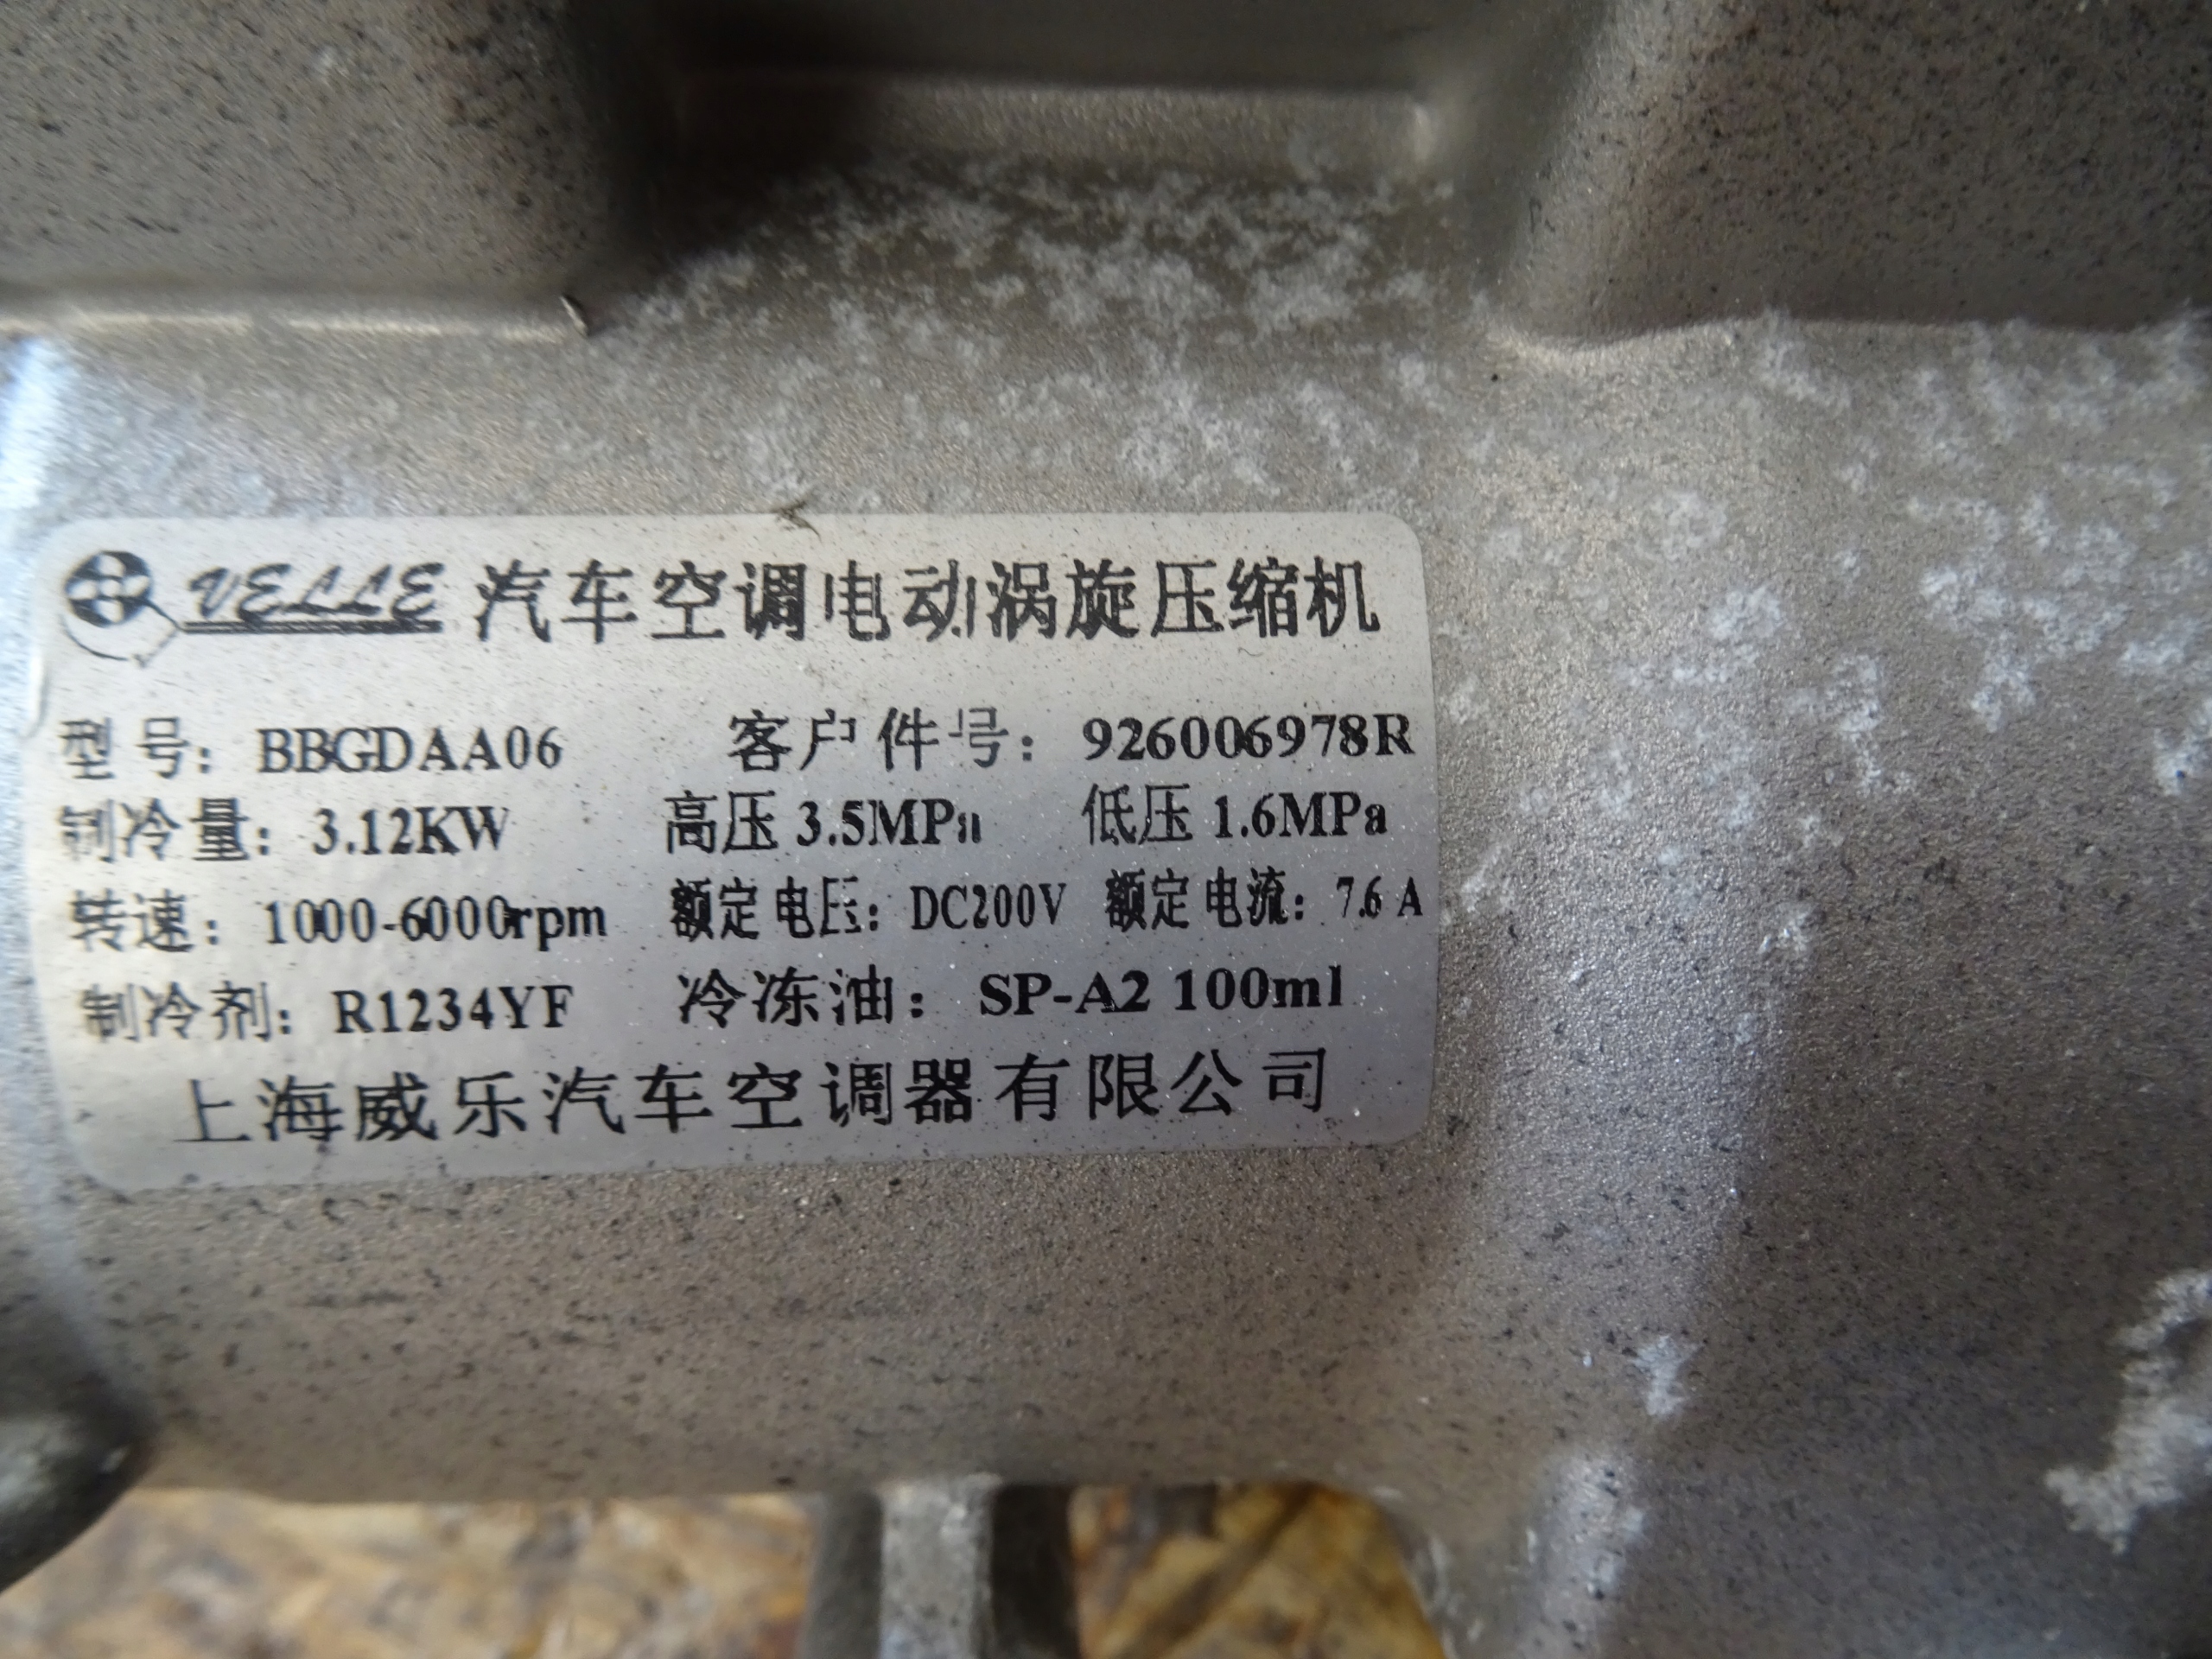 VELLE 汽车空调电动涡旋压缩机
型号：BBGDAA06 客户件号：926006978R
制冷量：3.12KW 高压 3.5MPa 低压 1.6MPa
转速：1000-6000rpm 额定电压：DC200V 额定电流：7.6 A
制冷剂：R1234YF 冷冻油：SP-A2 100ml
上海威乐汽车空调器有限公司